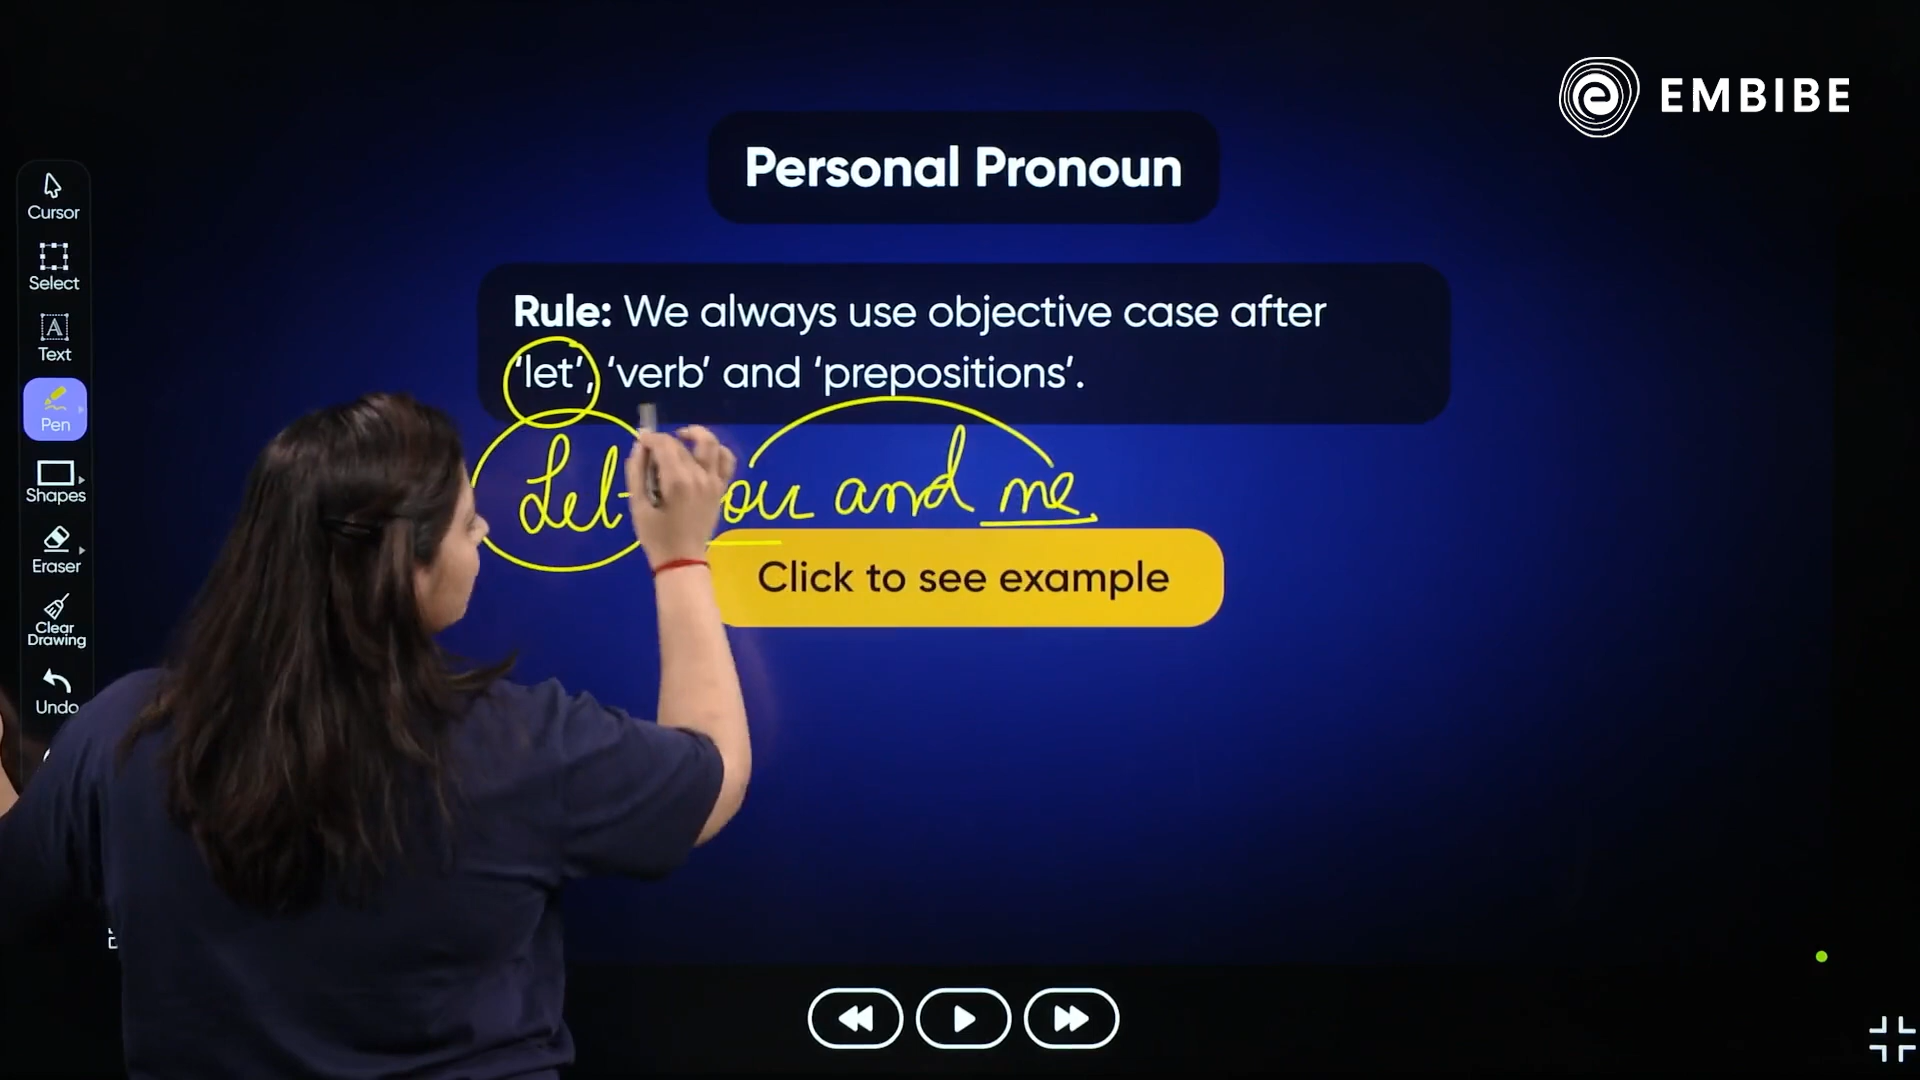 EMBIBE
Personal Pronoun
Cursor
Select
Text
Pen
Shapes
Eraser
Clear
Drawing
Undo
Rule: We always use objective case after
‘let’, ‘verb’ and ‘prepositions’.
Let and me.
Click to see example